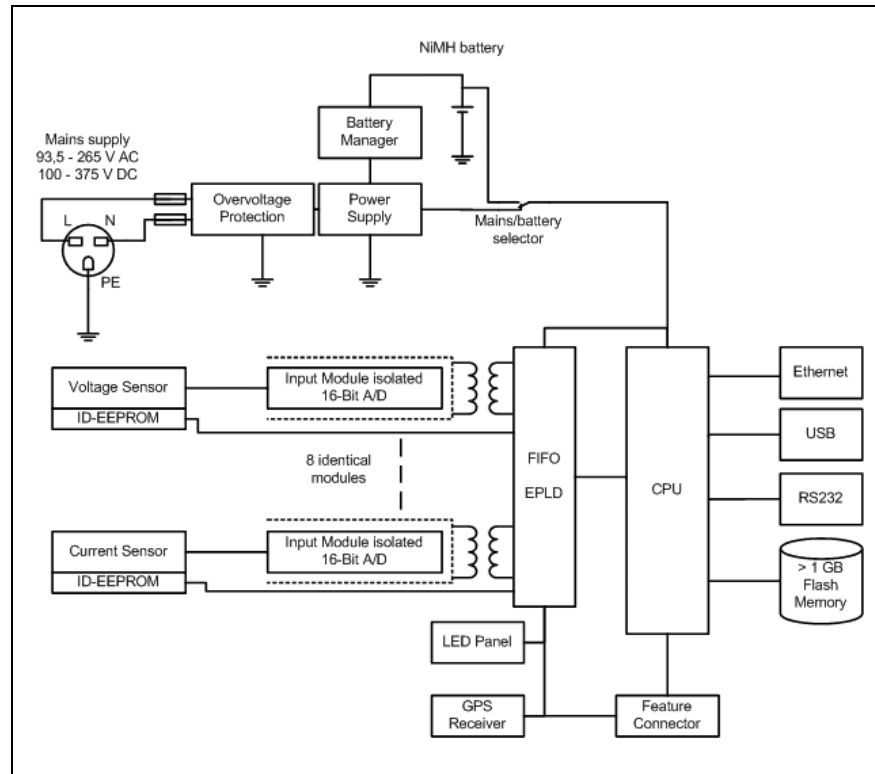 NiMH battery
Battery
Manager
Mains supply
93,5 - 265 V AC
100 - 375 V DC
Overvoltage
Protection
Power
Supply
L
N
PE
Mains/battery
selector
Voltage Sensor
ID-EEPROM
Input Module isolated
16-Bit A/D
8 identical
modules
Current Sensor
ID-EEPROM
Input Module isolated
16-Bit A/D
FIFO
EPLD
CPU
Ethernet
USB
RS232
> 1 GB
Flash
Memory
LED Panel
GPS
Receiver
Feature
Connector